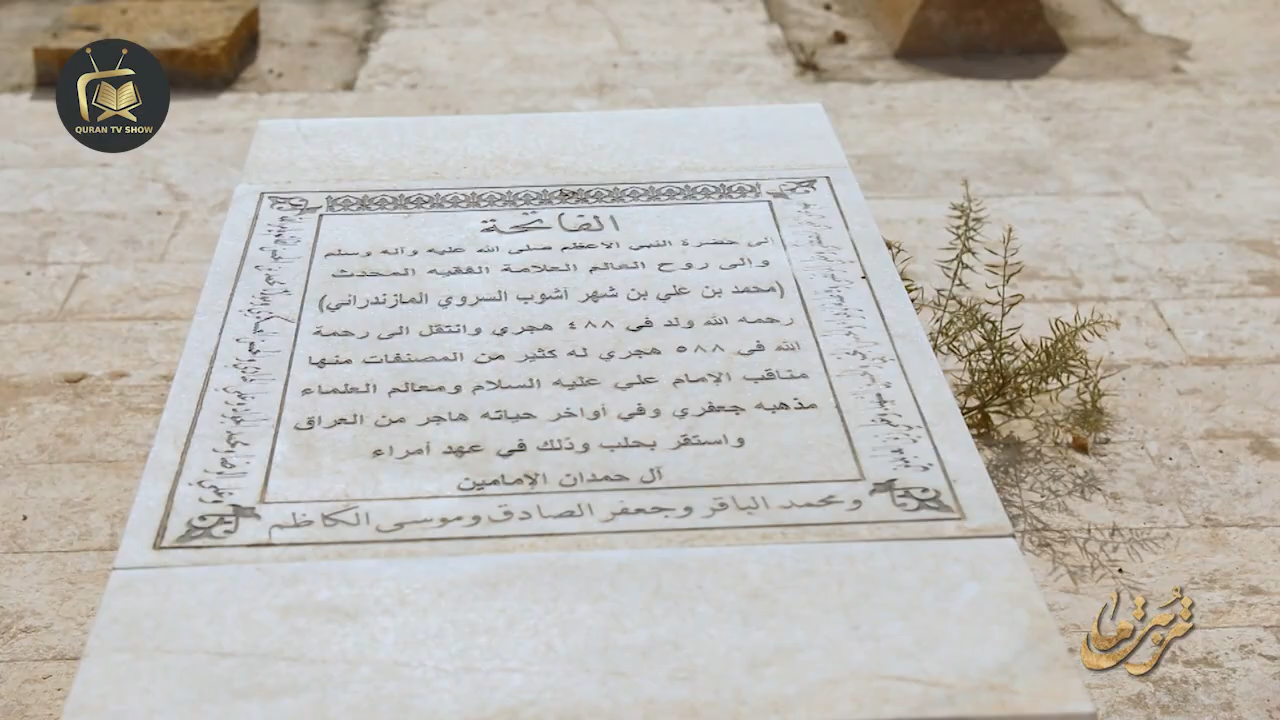 QURAN TV SHOW
الفاتحة
إلى حضرة النبي الاعظم صلى الله عليه وآله وسلم
وإلى روح العالم العلامة الفقيه المحدث
(محمد بن علي بن شهر آشوب السروي المازندراني)
رحمه الله ولد في ٤٨٨ هجري وانتقل الى رحمة
الله في ٥٨٨ هجري له كثير من المصنفات منها
مناقب الإمام علي عليه السلام ومعالم العلماء
مذهبه جعفري وفي أواخر حياته هاجر من العراق
واستقر بحلب وذلك في عهد أمراء
آل حمدان الإمامين
ومحمد الباقر وجعفر الصادق وموسى الكاظم